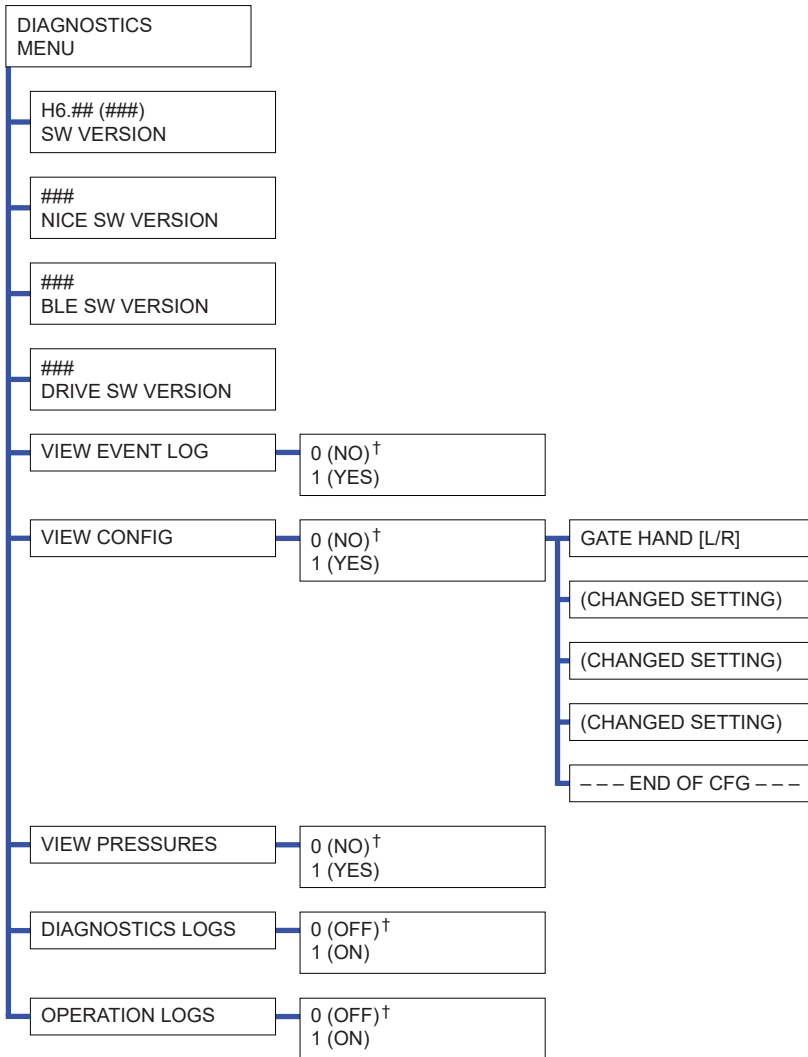 DIAGNOSTICS
MENU
H6.## (###)
SW VERSION
###
NICE SW VERSION
###
BLE SW VERSION
###
DRIVE SW VERSION
VIEW EVENT LOG
0 (NO)†
1 (YES)
VIEW CONFIG
0 (NO)†
1 (YES)
GATE HAND [L/R]
(CHANGED SETTING)
(CHANGED SETTING)
(CHANGED SETTING)
– – – END OF CFG – – –
VIEW PRESSURES
0 (NO)†
1 (YES)
DIAGNOSTICS LOGS
0 (OFF)†
1 (ON)
OPERATION LOGS
0 (OFF)†
1 (ON)